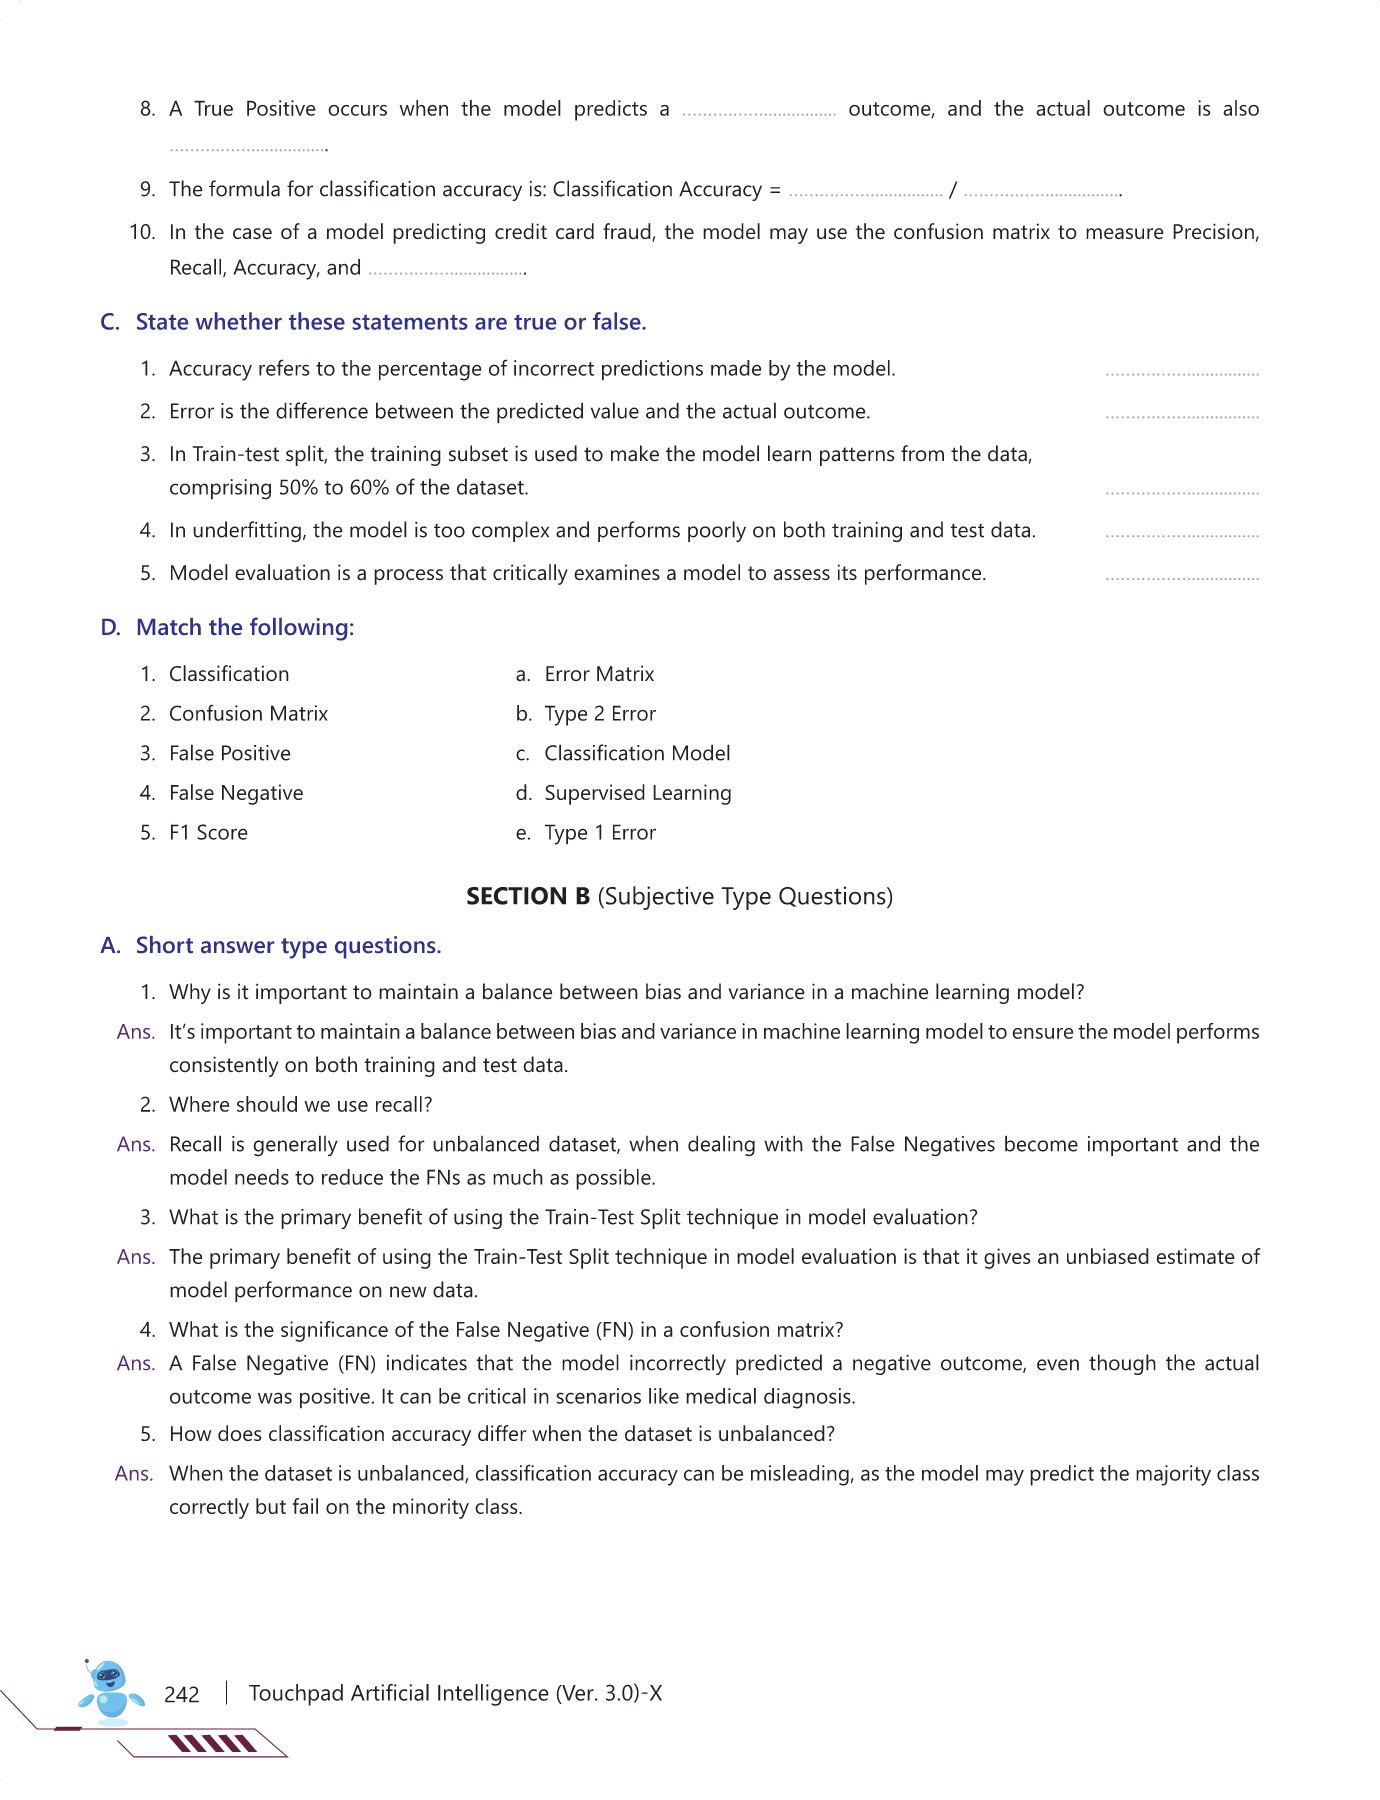 8. A True Positive occurs when the model predicts a .............................. outcome, and the actual outcome is also
...............................
9. The formula for classification accuracy is: Classification Accuracy = .............................. / ...............................
10. In the case of a model predicting credit card fraud, the model may use the confusion matrix to measure Precision,
Recall, Accuracy, and ...............................
C. State whether these statements are true or false.
1. Accuracy refers to the percentage of incorrect predictions made by the model. ..............................
2. Error is the difference between the predicted value and the actual outcome. ..............................
3. In Train-test split, the training subset is used to make the model learn patterns from the data,
comprising 50% to 60% of the dataset. ..............................
4. In underfitting, the model is too complex and performs poorly on both training and test data. ..............................
5. Model evaluation is a process that critically examines a model to assess its performance. ..............................
D. Match the following:
1. Classification a. Error Matrix
2. Confusion Matrix b. Type 2 Error
3. False Positive c. Classification Model
4. False Negative d. Supervised Learning
5. F1 Score e. Type 1 Error
SECTION B (Subjective Type Questions)
A. Short answer type questions.
1. Why is it important to maintain a balance between bias and variance in a machine learning model?
Ans. It's important to maintain a balance between bias and variance in machine learning model to ensure the model performs
consistently on both training and test data.
2. Where should we use recall?
Ans. Recall is generally used for unbalanced dataset, when dealing with the False Negatives become important and the
model needs to reduce the FNs as much as possible.
3. What is the primary benefit of using the Train-Test Split technique in model evaluation?
Ans. The primary benefit of using the Train-Test Split technique in model evaluation is that it gives an unbiased estimate of
model performance on new data.
4. What is the significance of the False Negative (FN) in a confusion matrix?
Ans. A False Negative (FN) indicates that the model incorrectly predicted a negative outcome, even though the actual
outcome was positive. It can be critical in scenarios like medical diagnosis.
5. How does classification accuracy differ when the dataset is unbalanced?
Ans. When the dataset is unbalanced, classification accuracy can be misleading, as the model may predict the majority class
correctly but fail on the minority class.
242 | Touchpad Artificial Intelligence (Ver. 3.0)-X